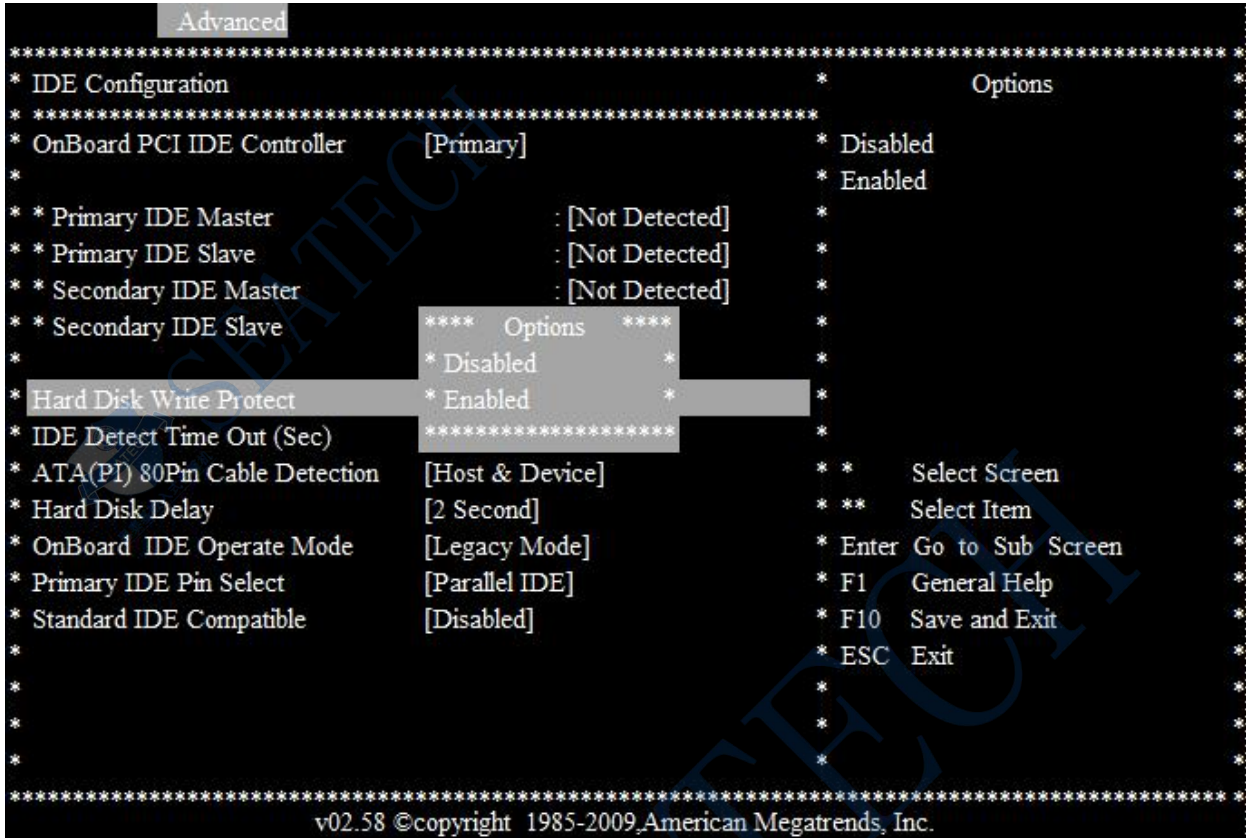 Advanced
************************************************************************************************
* IDE Configuration * Options *
* ************************************************************** *
* OnBoard PCI IDE Controller [Primary] * Disabled *
* * Enabled *
* * Primary IDE Master : [Not Detected] * *
* * Primary IDE Slave : [Not Detected] * *
* * Secondary IDE Master : [Not Detected] * *
* * Secondary IDE Slave **** Options **** * *
* * Disabled * * *
* Hard Disk Write Protect * Enabled * * *
* IDE Detect Time Out (Sec) ******************** * *
* ATA(PI) 80Pin Cable Detection [Host & Device] * * Select Screen *
* Hard Disk Delay [2 Second] * ** Select Item *
* OnBoard IDE Operate Mode [Legacy Mode] * Enter Go to Sub Screen *
* Primary IDE Pin Select [Parallel IDE] * F1 General Help *
* Standard IDE Compatible [Disabled] * F10 Save and Exit *
* * ESC Exit *
* * *
* * *
* * *
************************************************************************************************
v02.58 ©copyright 1985-2009,American Megatrends, Inc.
SEATECH